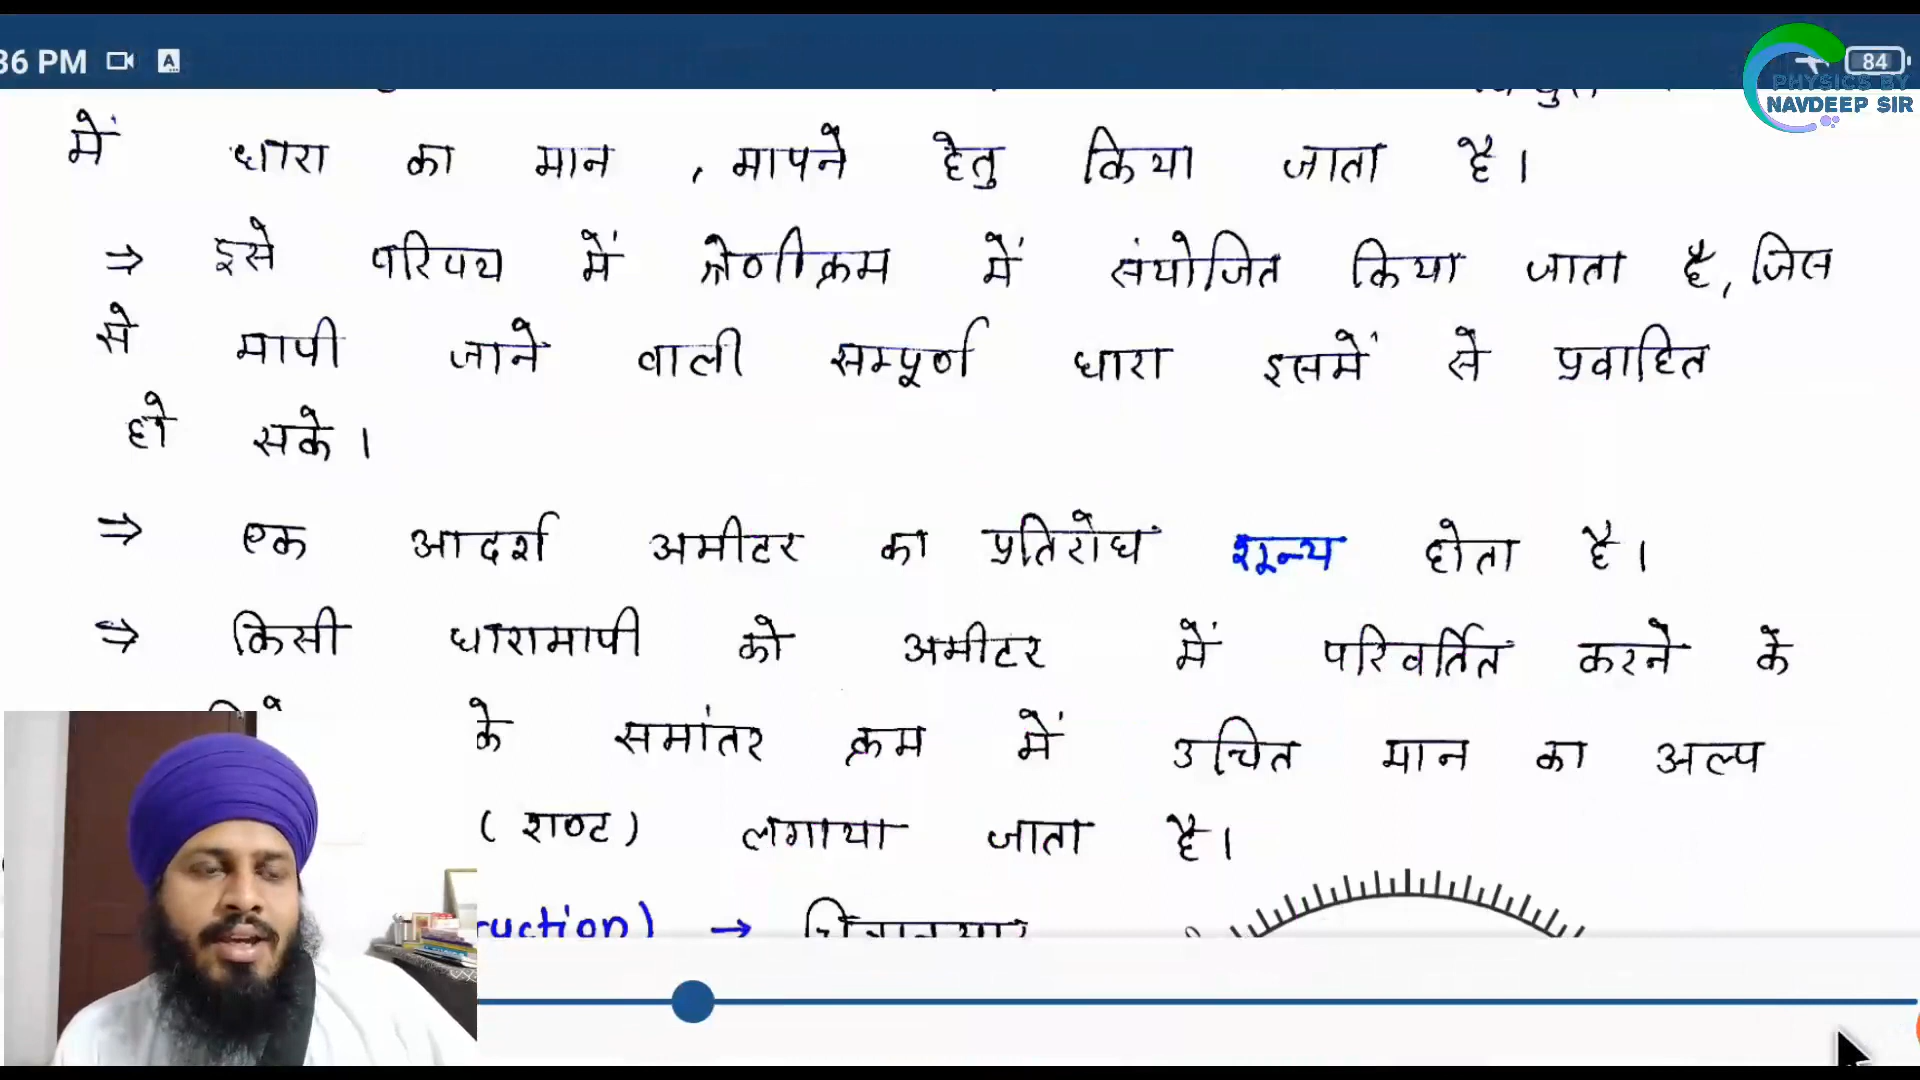 36 PM A 84
PHYSICS BY
NAVDEEP SIR
में धारा का मान , मापने हेतु किया जाता है।
⇒ इसे परिपथ में श्रेणीक्रम में संयोजित किया जाता है, जिस
से मापी जाने वाली सम्पूर्ण धारा इसमें से प्रवाहित
हो सके।
⇒ एक आदर्श अमीटर का प्रतिरोध शून्य होता है।
⇒ किसी धारामापी को अमीटर में परिवर्तित करने के
के समांतर क्रम में उचित मान का अल्प
(शण्ट) लगाया जाता है।
ruction) →